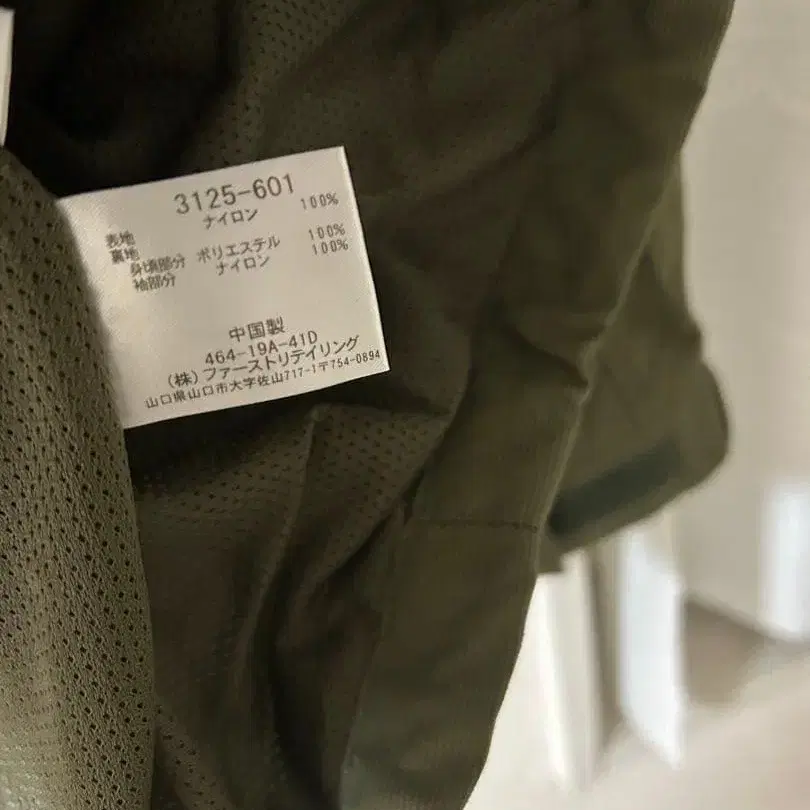 3125-601
表地 ナイロン 100%
裏地
身頃部分 ポリエステル 100%
袖部分 ナイロン 100%
中国製
464-19A-41D
(株)ファーストリテイリング
山口県山口市大字佐山717-1〒754-0894